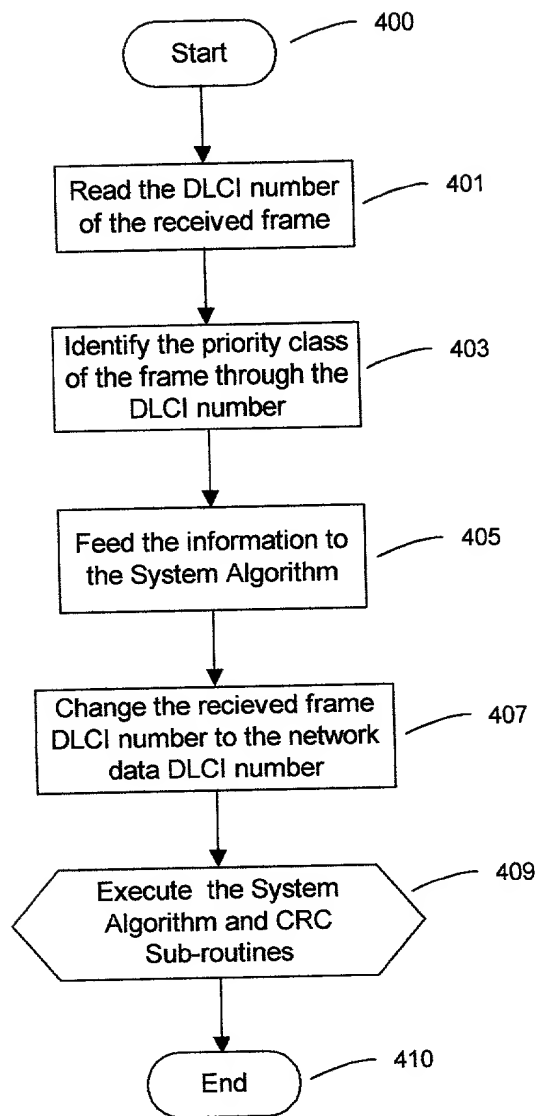 400
Start
Read the DLCI number
of the received frame
401
Identify the priority class
of the frame through the
DLCI number
403
Feed the information to
the System Algorithm
405
Change the recieved frame
DLCI number to the network
data DLCI number
407
Execute the System
Algorithm and CRC
Sub-routines
409
End
410